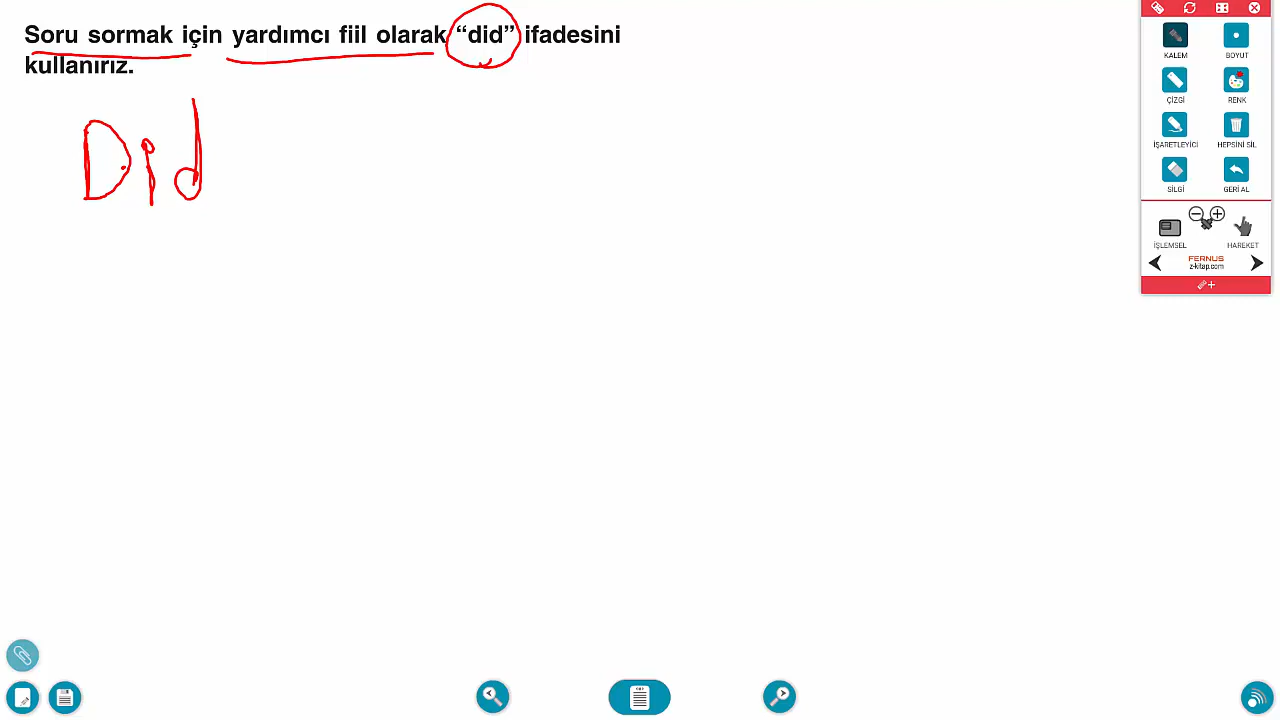 Soru sormak için yardımcı fiil olarak “did” ifadesini
kullanırız.
Did
KALEM
BOYUT
ÇİZGİ
RENK
İŞARETLEYİCİ
HEPSİNİ SİL
SİLGİ
GERİ AL
İŞLEMSEL
HAREKET
FERNUS
z-kitap.com